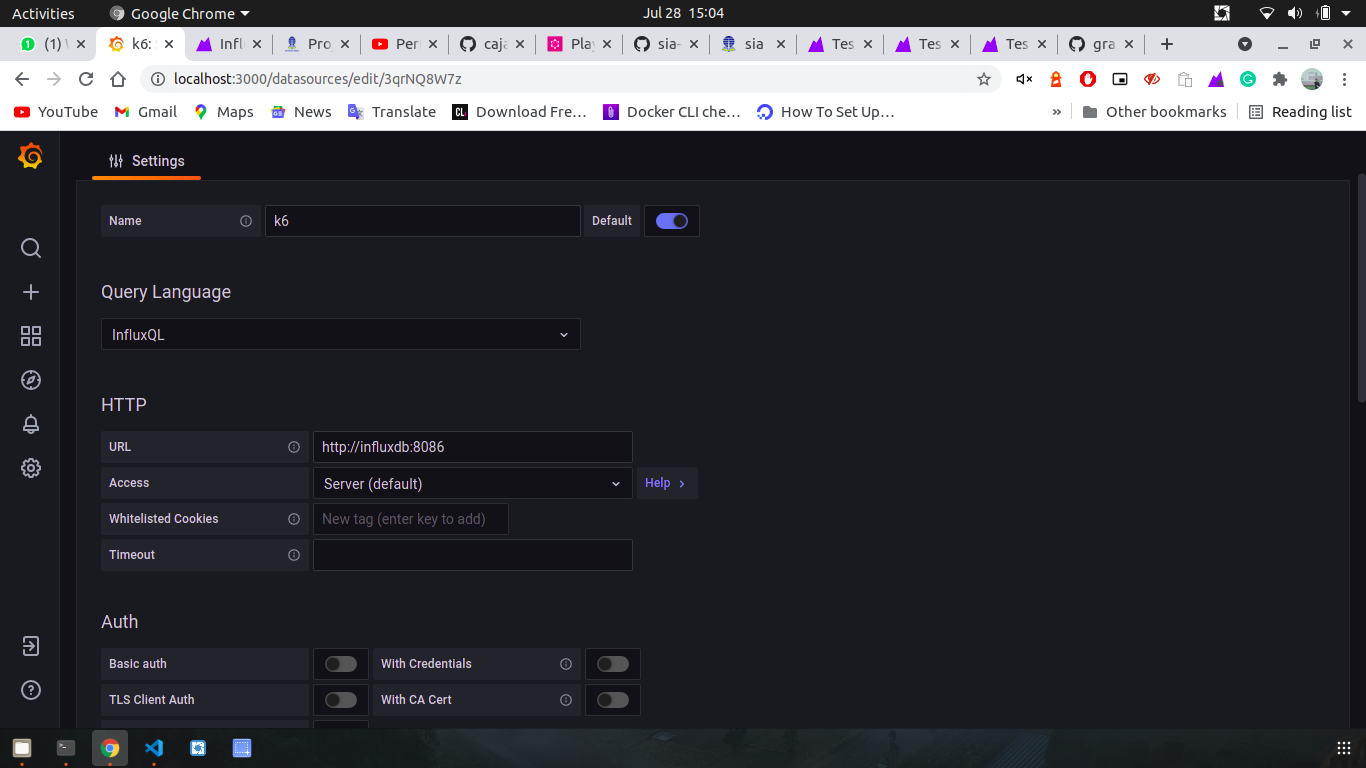 Activities Google Chrome Jul 28 15:04
(1) k6: Infl Pro Per caja Play sia- sia Tes Tes Tes gra
localhost:3000/datasources/edit/3qrNQ8W7z
YouTube Gmail Maps News Translate Download Fre… Docker CLI che… How To Set Up… » Other bookmarks Reading list
Settings
Name k6 Default
Query Language
InfluxQL
HTTP
URL http://influxdb:8086
Access Server (default) Help
Whitelisted Cookies New tag (enter key to add)
Timeout
Auth
Basic auth With Credentials
TLS Client Auth With CA Cert